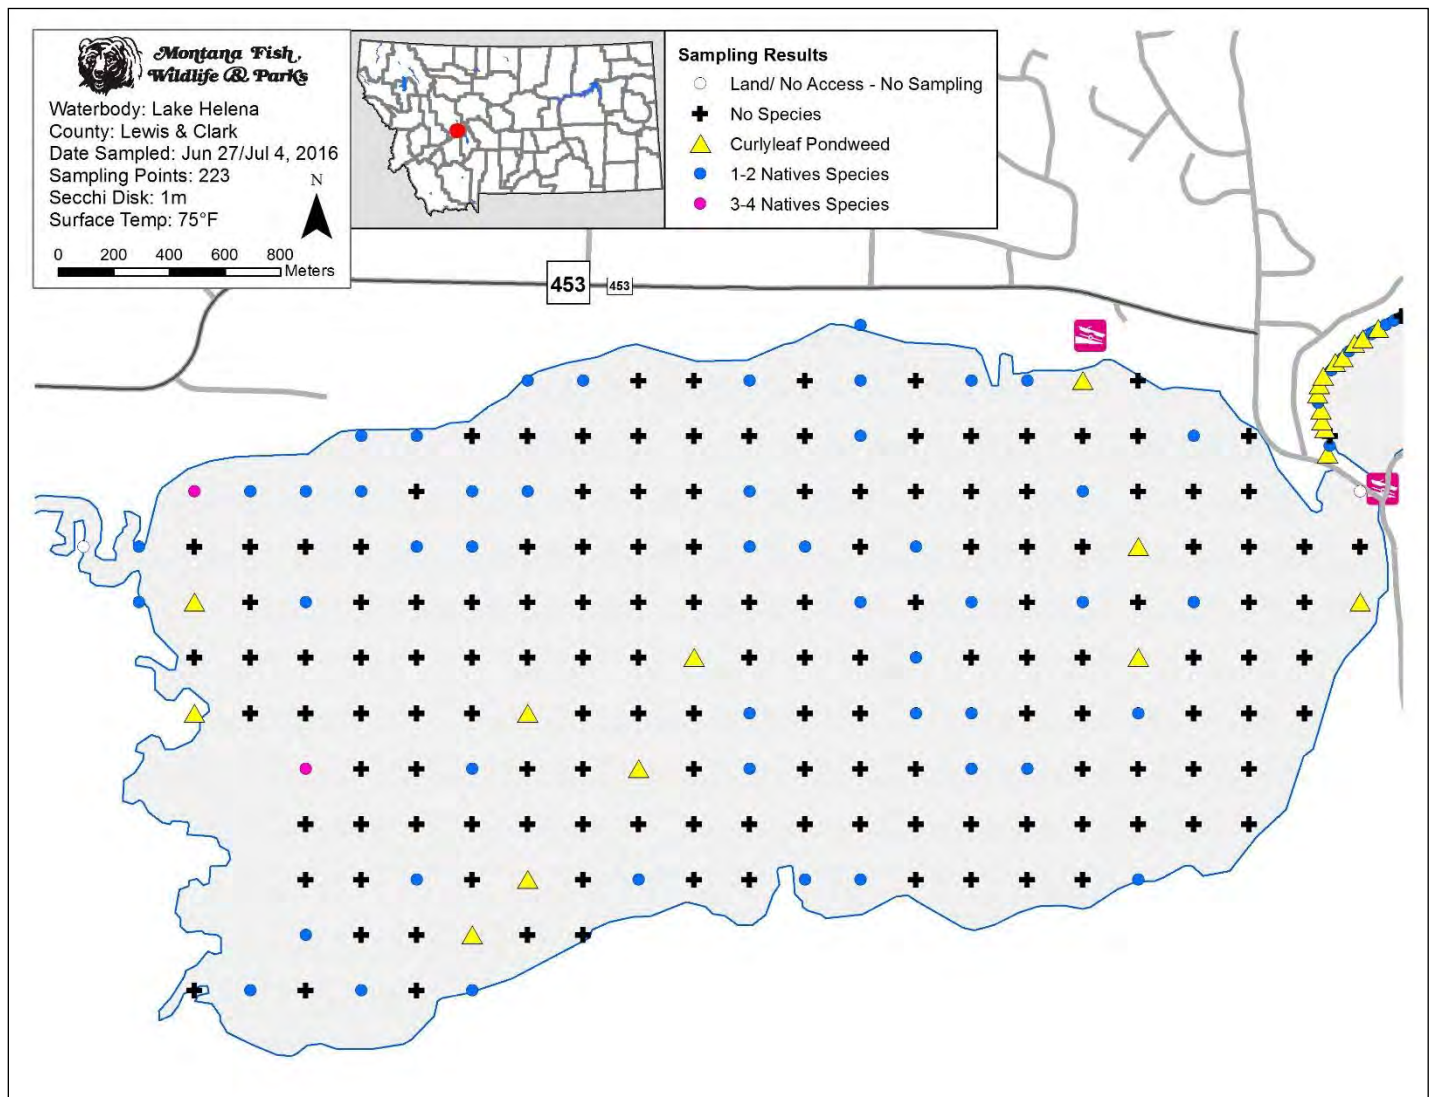 Montana Fish,
Wildlife & Parks
Waterbody: Lake Helena
County: Lewis & Clark
Date Sampled: Jun 27/Jul 4, 2016
Sampling Points: 223
Secchi Disk: 1m
Surface Temp: 75°F
N
0 200 400 600 800
Meters
Sampling Results
Land/ No Access - No Sampling
No Species
Curlyleaf Pondweed
1-2 Natives Species
3-4 Natives Species
453
453